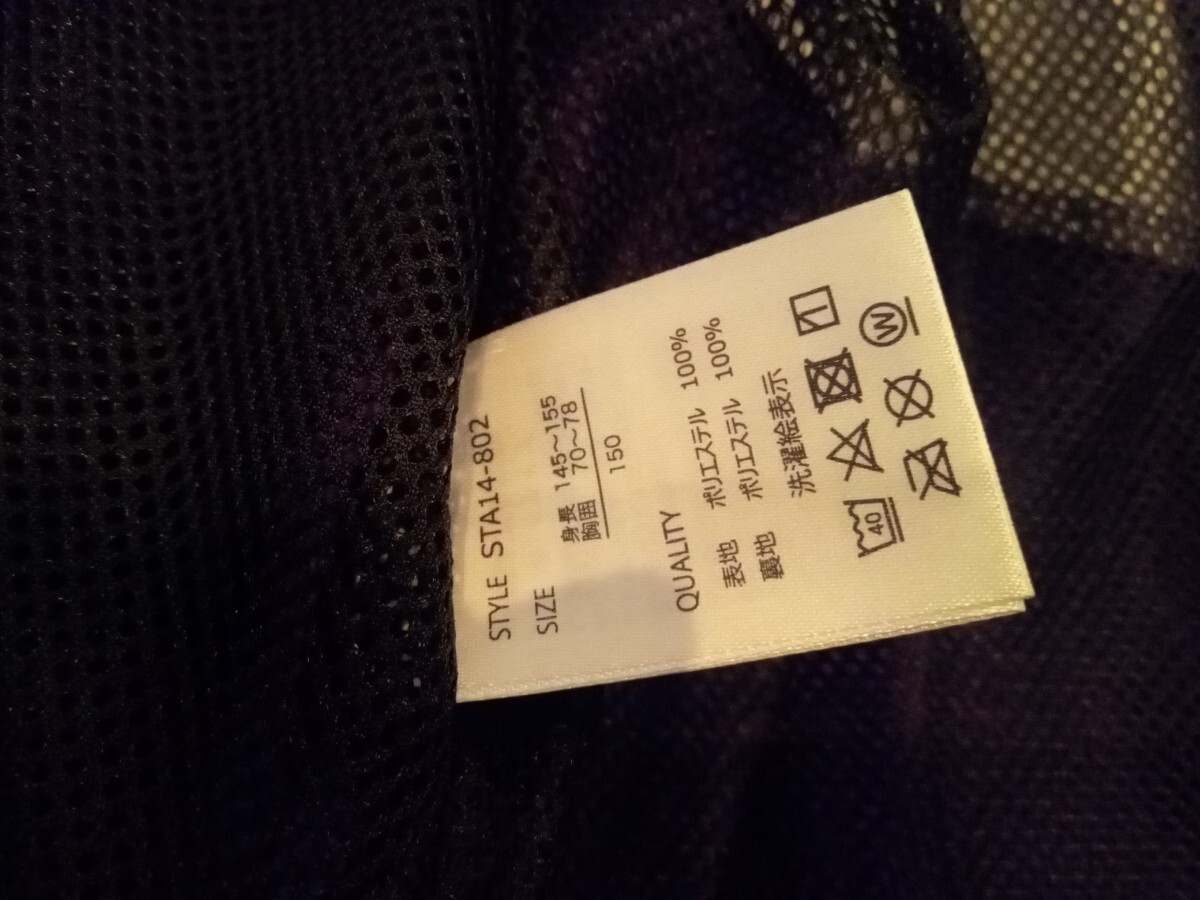 STYLE STA14-802
SIZE
身長 145~155
胸囲 70~78
150
QUALITY
表地 ポリエステル 100%
裏地 ポリエステル 100%
洗濯絵表示
40
W